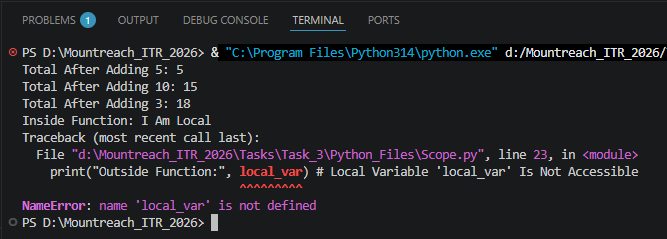 PROBLEMS 1 OUTPUT DEBUG CONSOLE TERMINAL PORTS
PS D:\Mountreach_ITR_2026> & "C:\Program Files\Python314\python.exe" d:/Mountreach_ITR_2026/
Total After Adding 5: 5
Total After Adding 10: 15
Total After Adding 3: 18
Inside Function: I Am Local
Traceback (most recent call last):
  File "d:\Mountreach_ITR_2026\Tasks\Task_3\Python_Files\Scope.py", line 23, in <module>
    print("Outside Function:", local_var) # Local Variable 'local_var' Is Not Accessible
                               ^^^^^^^^^
NameError: name 'local_var' is not defined
PS D:\Mountreach_ITR_2026>